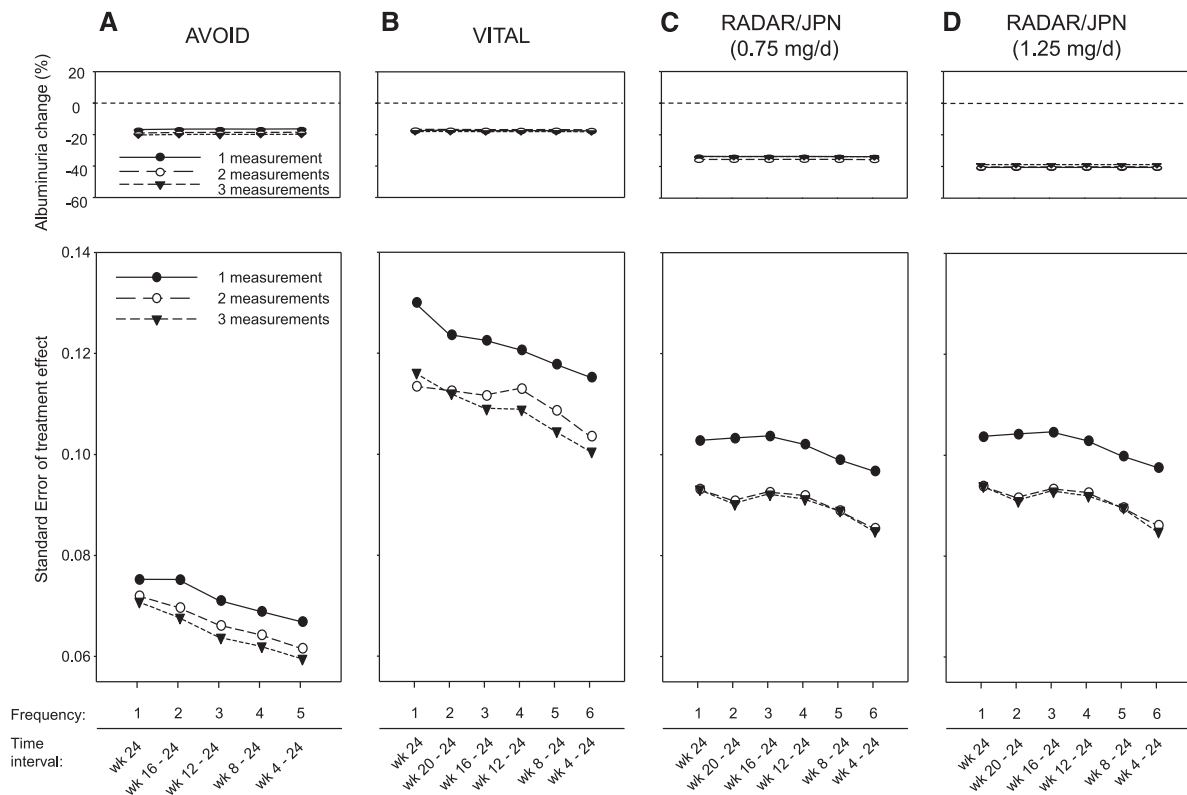 A
AVOID
B
VITAL
C
RADAR/JPN
(0.75 mg/d)
D
RADAR/JPN
(1.25 mg/d)
Albuminuria change (%)
20
0
-20
-40
-60
1 measurement
2 measurements
3 measurements
Standard Error of treatment effect
0.14
0.12
0.10
0.08
0.06
1 measurement
2 measurements
3 measurements
Frequency: 1 2 3 4 5 1 2 3 4 5 6 1 2 3 4 5 6 1 2 3 4 5 6
Time
interval:
wk 24
wk 16 - 24
wk 12 - 24
wk 8 - 24
wk 4 - 24
wk 24
wk 20 - 24
wk 16 - 24
wk 12 - 24
wk 8 - 24
wk 4 - 24
wk 24
wk 20 - 24
wk 16 - 24
wk 12 - 24
wk 8 - 24
wk 4 - 24
wk 24
wk 20 - 24
wk 16 - 24
wk 12 - 24
wk 8 - 24
wk 4 - 24